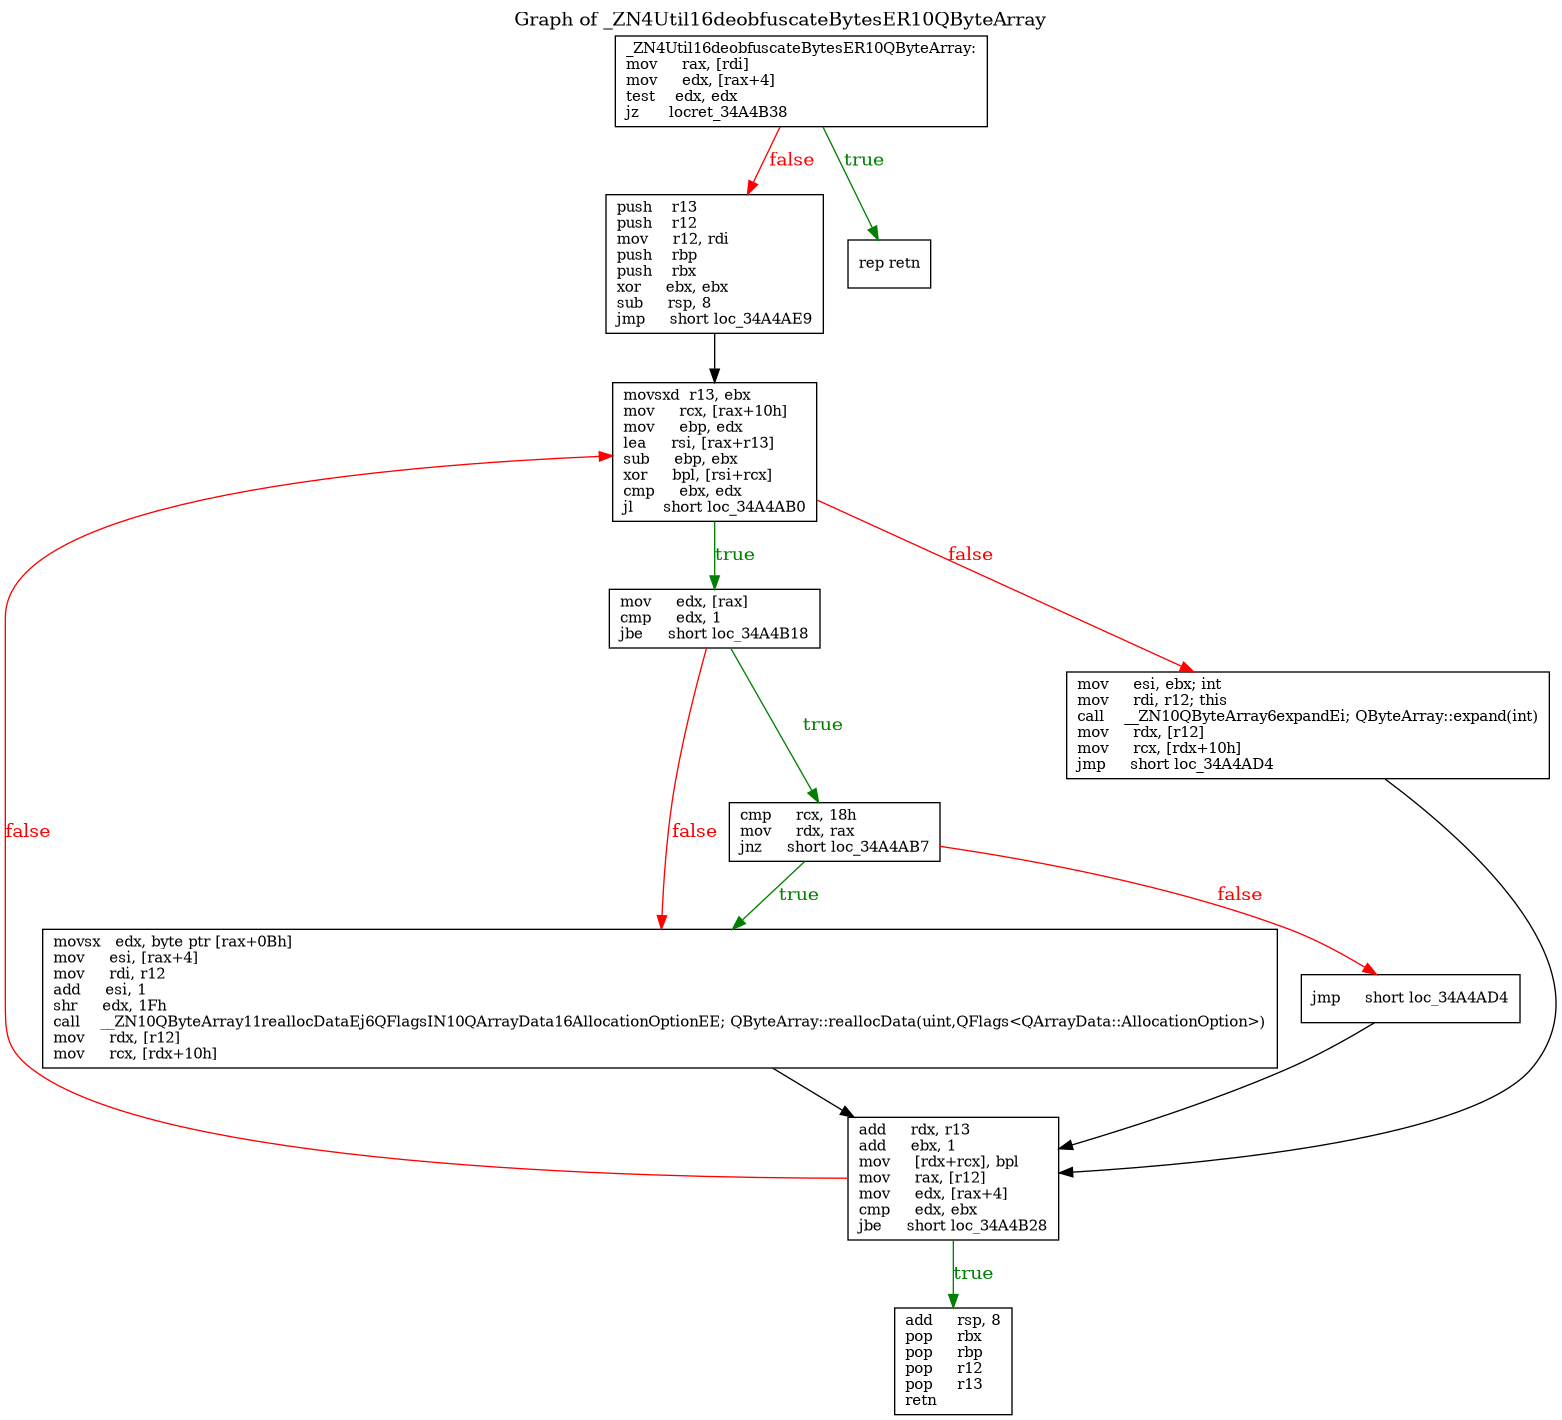 Graph of _ZN4Util16deobfuscateBytesER10QByteArray
_ZN4Util16deobfuscateBytesER10QByteArray:
mov rax, [rdi]
mov edx, [rax+4]
test edx, edx
jz locret_34A4B38
false
true
push r13
push r12
mov r12, rdi
push rbp
push rbx
xor ebx, ebx
sub rsp, 8
jmp short loc_34A4AE9
rep retn
movsxd r13, ebx
mov rcx, [rax+10h]
mov ebp, edx
lea rsi, [rax+r13]
sub ebp, ebx
xor bpl, [rsi+rcx]
cmp ebx, edx
jl short loc_34A4AB0
true
false
mov edx, [rax]
cmp edx, 1
jbe short loc_34A4B18
mov esi, ebx; int
mov rdi, r12; this
call __ZN10QByteArray6expandEi; QByteArray::expand(int)
mov rdx, [r12]
mov rcx, [rdx+10h]
jmp short loc_34A4AD4
true
false
false
cmp rcx, 18h
mov rdx, rax
jnz short loc_34A4AB7
true
false
movsx edx, byte ptr [rax+0Bh]
mov esi, [rax+4]
mov rdi, r12
add esi, 1
shr edx, 1Fh
call __ZN10QByteArray11reallocDataEj6QFlagsIN10QArrayData16AllocationOptionEE; QByteArray::reallocData(uint,QFlags<QArrayData::AllocationOption>)
mov rdx, [r12]
mov rcx, [rdx+10h]
jmp short loc_34A4AD4
add rdx, r13
add ebx, 1
mov [rdx+rcx], bpl
mov rax, [r12]
mov edx, [rax+4]
cmp edx, ebx
jbe short loc_34A4B28
true
add rsp, 8
pop rbx
pop rbp
pop r12
pop r13
retn